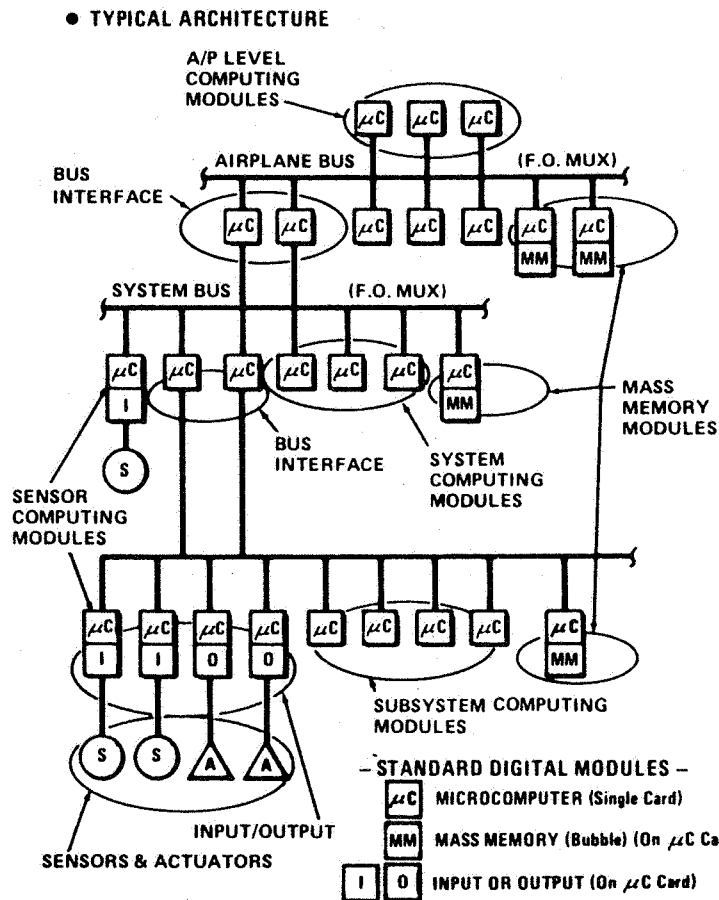 ● TYPICAL ARCHITECTURE
A/P LEVEL
COMPUTING
MODULES
μC μC μC
AIRPLANE BUS (F.O. MUX)
BUS
INTERFACE
μC μC μC μC μC μC μC
MM MM
SYSTEM BUS (F.O. MUX)
μC μC μC μC μC μC μC
I MM
MASS
MEMORY
MODULES
BUS
INTERFACE
SYSTEM
COMPUTING
MODULES
S
SENSOR
COMPUTING
MODULES
μC μC μC μC μC μC μC μC μC
I I O O MM
SUBSYSTEM COMPUTING
MODULES
S S A A
INPUT/OUTPUT
SENSORS & ACTUATORS
– STANDARD DIGITAL MODULES –
μC MICROCOMPUTER (Single Card)
MM MASS MEMORY (Bubble) (On μC Ca
I O INPUT OR OUTPUT (On μC Card)